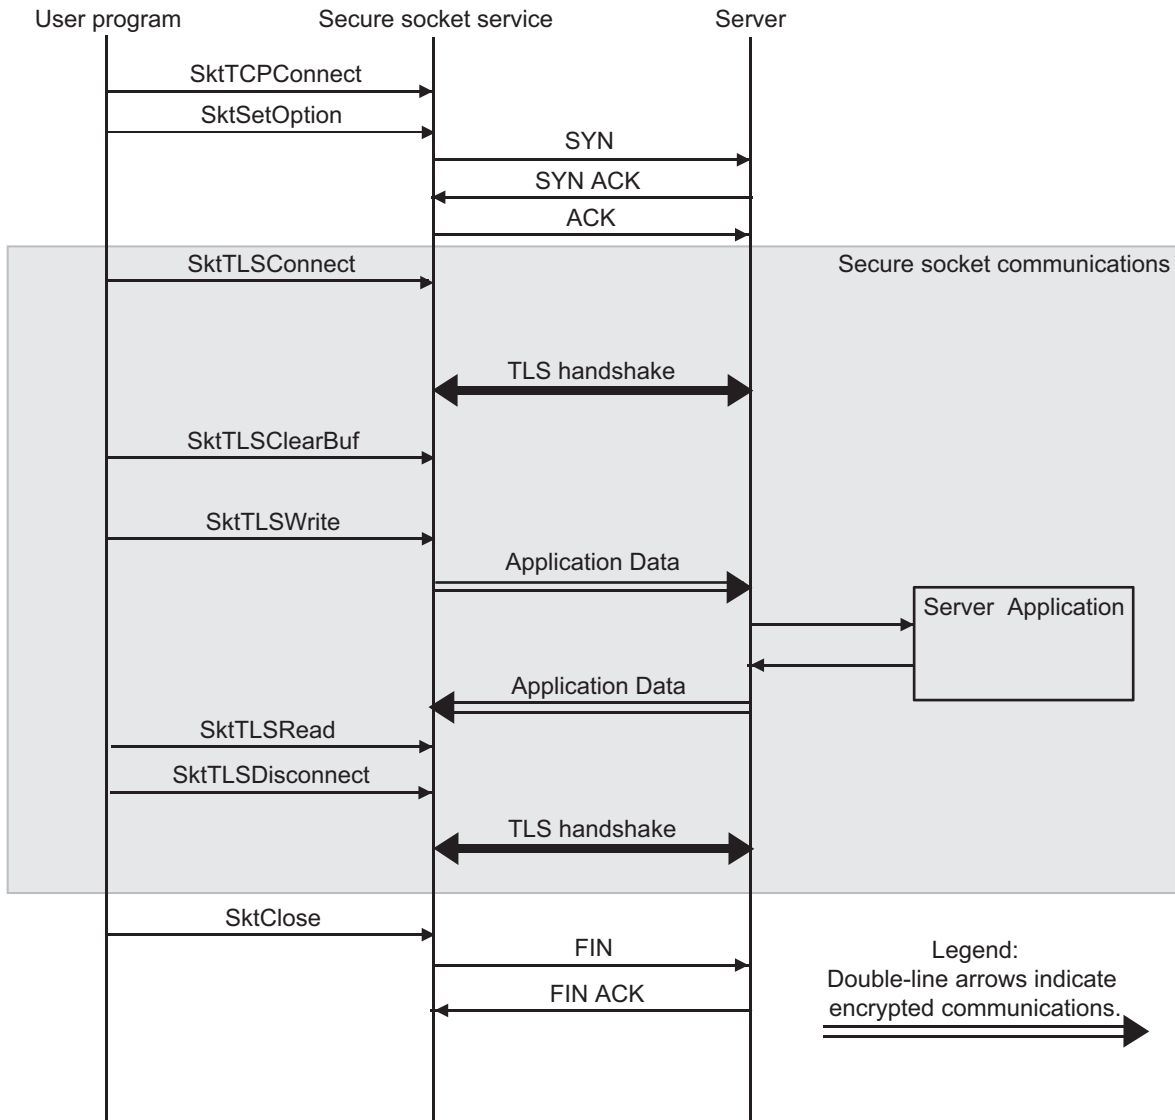 User program
Secure socket service
Server
SktTCPConnect
SktSetOption
SYN
SYN ACK
ACK
SktTLSConnect
Secure socket communications
TLS handshake
SktTLSClearBuf
SktTLSWrite
Application Data
Server Application
Application Data
SktTLSRead
SktTLSDisconnect
TLS handshake
SktClose
FIN
FIN ACK
Legend:
Double-line arrows indicate
encrypted communications.